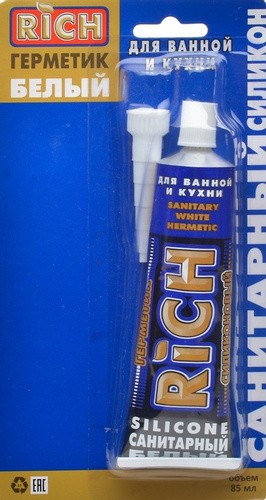 RICH
ГЕРМЕТИК
БЕЛЫЙ
ДЛЯ ВАННОЙ
И КУХНИ
САНИТАРНЫЙ СИЛИКОН
ДЛЯ ВАННОЙ
И КУХНИ
SANITARY
WHITE
HERMETIC
ГЕРМЕТИК
RICH
СИЛИКОНОВЫЙ
SILICONE
САНИТАРНЫЙ
БЕЛЫЙ
EAC
объем
85 мл